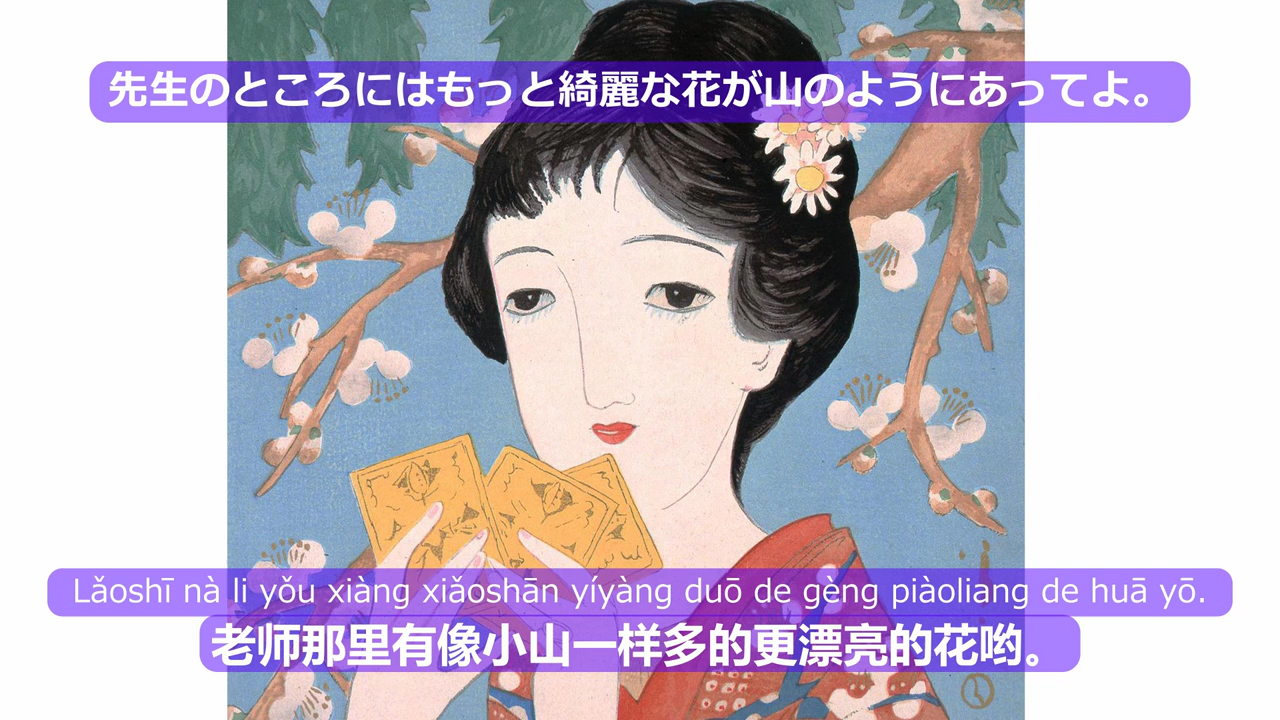 先生のところにはもっと綺麗な花が山のようにあってよ。
Lǎoshī nà li yǒu xiàng xiǎoshān yíyàng duō de gèng piàoliang de huā yō.
老师那里有像小山一样多的更漂亮的花哟。